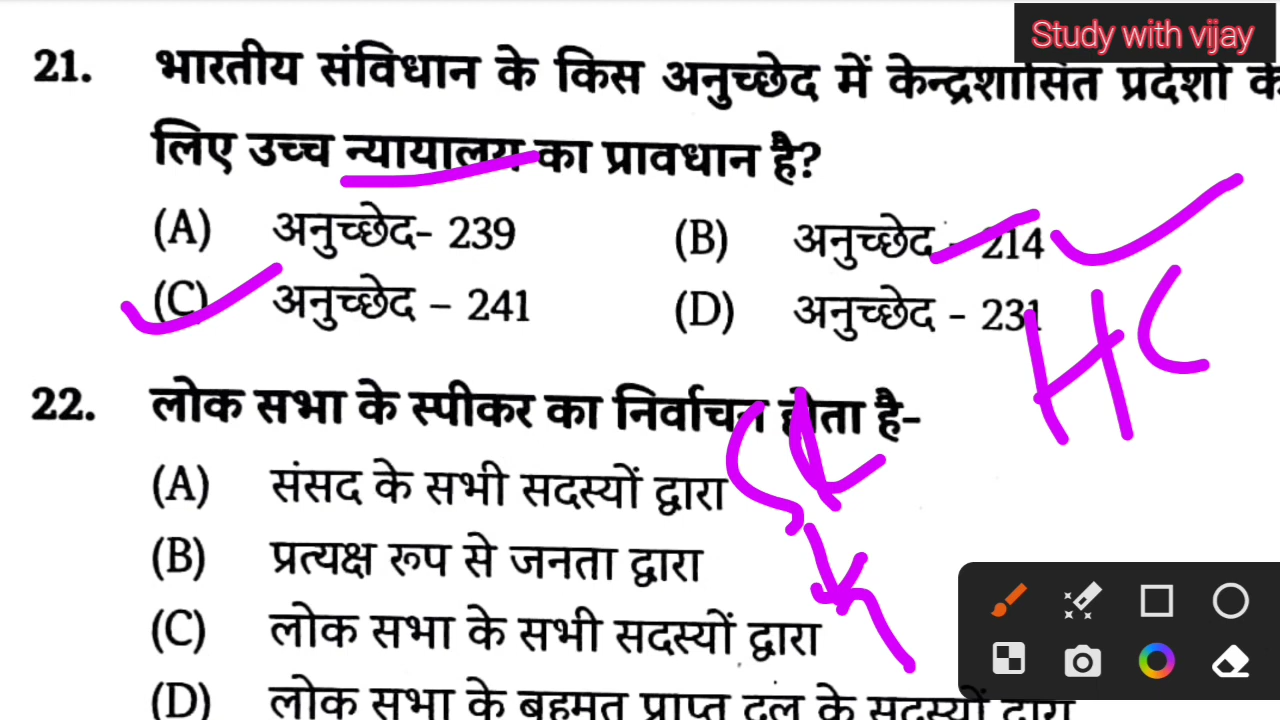 Study with vijay
21. भारतीय संविधान के किस अनुच्छेद में केन्द्रशासित प्रदेशों के
लिए उच्च न्यायालय का प्रावधान है?
(A) अनुच्छेद- 239 (B) अनुच्छेद - 214
(C) अनुच्छेद – 241 (D) अनुच्छेद - 231
HC
22. लोक सभा के स्पीकर का निर्वाचन होता है-
(A) संसद के सभी सदस्यों द्वारा
(B) प्रत्यक्ष रूप से जनता द्वारा
(C) लोक सभा के सभी सदस्यों द्वारा
(D) लोक सभा के बहुमत प्राप्त दल के सदस्यों द्वारा